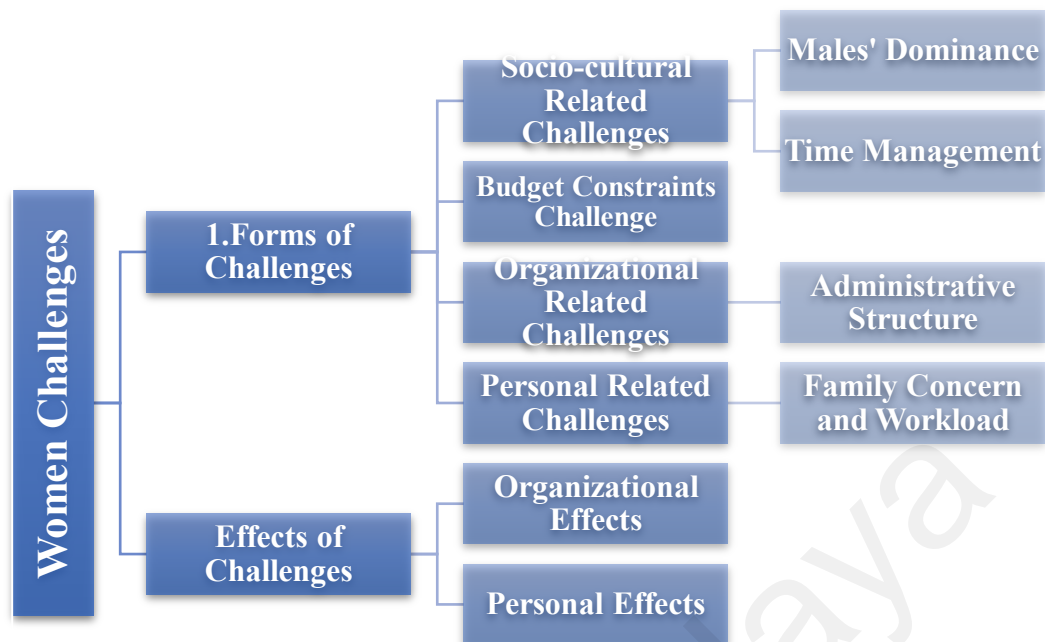 Women Challenges
1.Forms of
Challenges
Socio-cultural
Related
Challenges
Males' Dominance
Time Management
Budget Constraints
Challenge
Organizational
Related
Challenges
Administrative
Structure
Personal Related
Challenges
Family Concern
and Workload
Effects of
Challenges
Organizational
Effects
Personal Effects